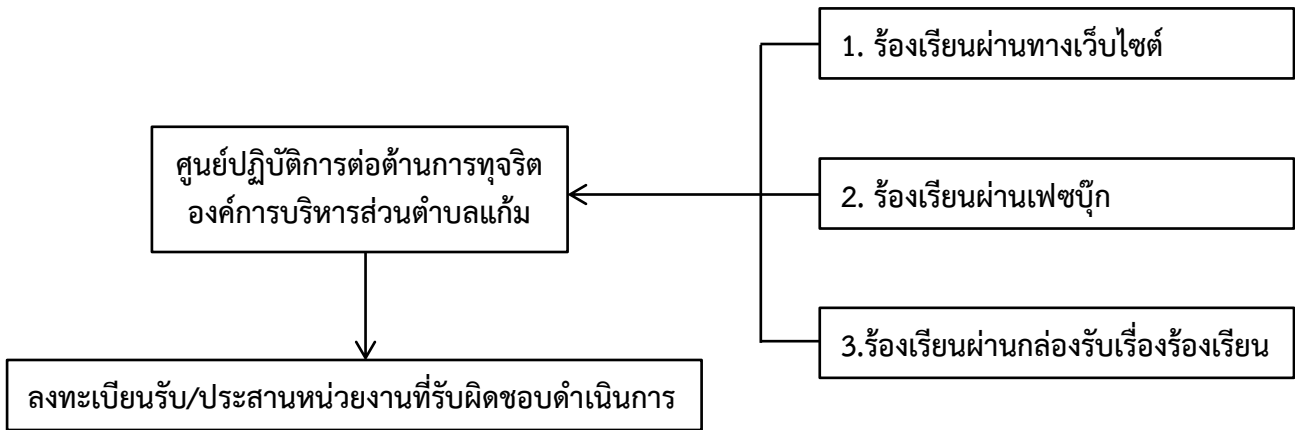 1. ร้องเรียนผ่านทางเว็บไซต์
ศูนย์ปฏิบัติการต่อต้านการทุจริต
องค์การบริหารส่วนตำบลแก้ม
2. ร้องเรียนผ่านเฟซบุ๊ก
3.ร้องเรียนผ่านกล่องรับเรื่องร้องเรียน
ลงทะเบียนรับ/ประสานหน่วยงานที่รับผิดชอบดำเนินการ